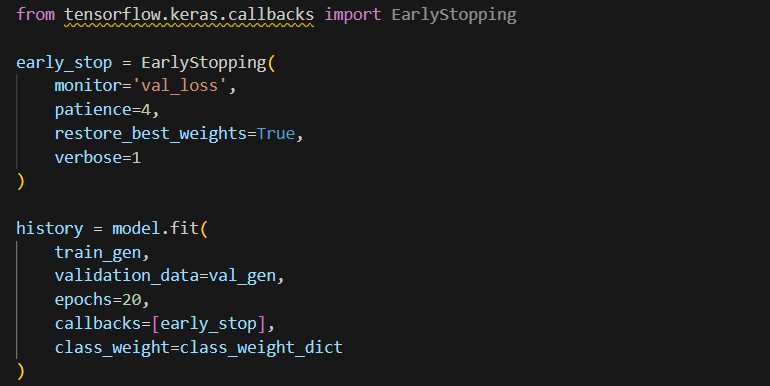 from tensorflow.keras.callbacks import EarlyStopping
early_stop = EarlyStopping(
    monitor='val_loss',
    patience=4,
    restore_best_weights=True,
    verbose=1
)
history = model.fit(
    train_gen,
    validation_data=val_gen,
    epochs=20,
    callbacks=[early_stop],
    class_weight=class_weight_dict
)